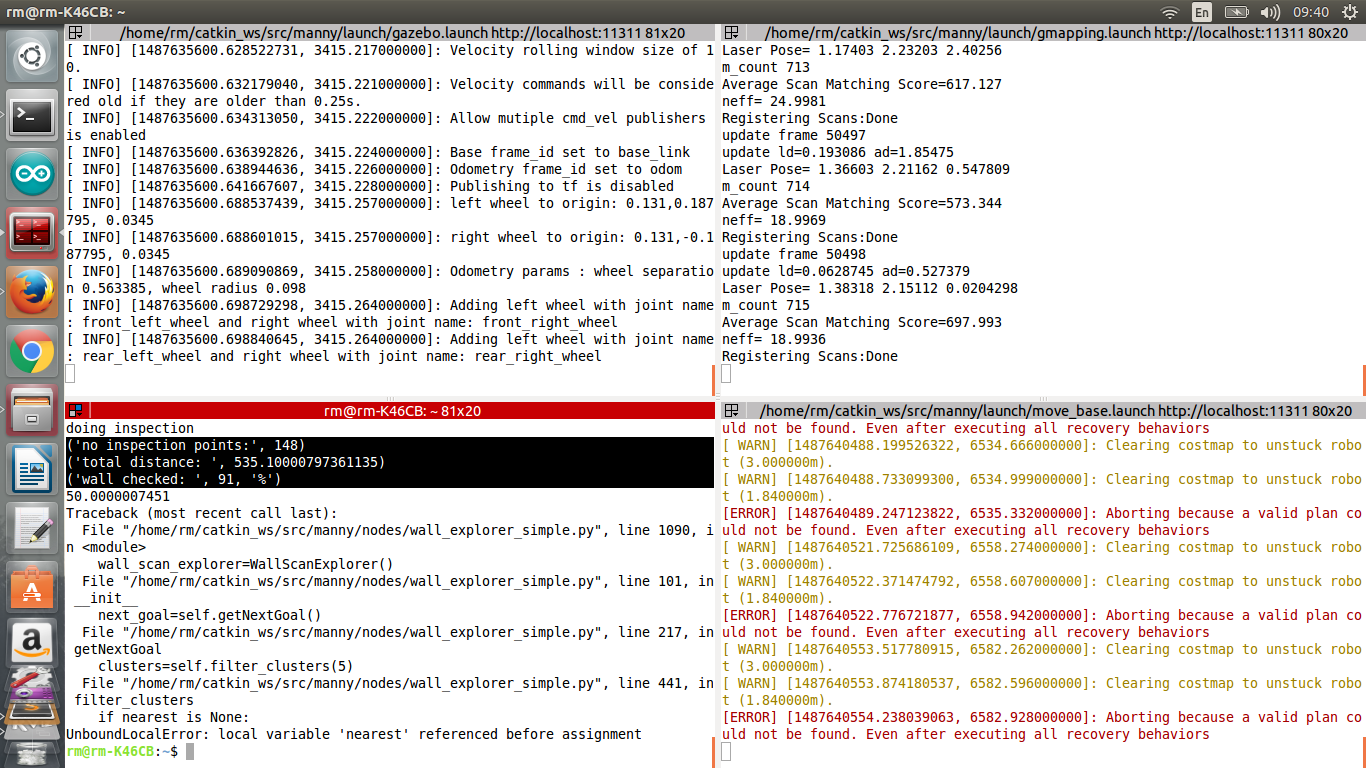 rm@rm-K46CB: ~
En
09:40
/home/rm/catkin_ws/src/manny/launch/gazebo.launch http://localhost:11311 81x20
[ INFO] [1487635600.628522731, 3415.217000000]: Velocity rolling window size of 1
0.
[ INFO] [1487635600.632179040, 3415.221000000]: Velocity commands will be conside
red old if they are older than 0.25s.
[ INFO] [1487635600.634313050, 3415.222000000]: Allow mutiple cmd_vel publishers
is enabled
[ INFO] [1487635600.636392826, 3415.224000000]: Base frame_id set to base_link
[ INFO] [1487635600.638944636, 3415.226000000]: Odometry frame_id set to odom
[ INFO] [1487635600.641667607, 3415.228000000]: Publishing to tf is disabled
[ INFO] [1487635600.688537439, 3415.257000000]: left wheel to origin: 0.131,0.187
795, 0.0345
[ INFO] [1487635600.688601015, 3415.257000000]: right wheel to origin: 0.131,-0.1
87795, 0.0345
[ INFO] [1487635600.689090869, 3415.258000000]: Odometry params : wheel separatio
n 0.563385, wheel radius 0.098
[ INFO] [1487635600.698729298, 3415.264000000]: Adding left wheel with joint name
: front_left_wheel and right wheel with joint name: front_right_wheel
[ INFO] [1487635600.698840645, 3415.264000000]: Adding left wheel with joint name
: rear_left_wheel and right wheel with joint name: rear_right_wheel
/home/rm/catkin_ws/src/manny/launch/gmapping.launch http://localhost:11311 80x20
Laser Pose= 1.17403 2.23203 2.40256
m_count 713
Average Scan Matching Score=617.127
neff= 24.9981
Registering Scans:Done
update frame 50497
update ld=0.193086 ad=1.85475
Laser Pose= 1.36603 2.21162 0.547809
m_count 714
Average Scan Matching Score=573.344
neff= 18.9969
Registering Scans:Done
update frame 50498
update ld=0.0628745 ad=0.527379
Laser Pose= 1.38318 2.15112 0.0204298
m_count 715
Average Scan Matching Score=697.993
neff= 18.9936
Registering Scans:Done
rm@rm-K46CB: ~ 81x20
doing inspection
('no inspection points:', 148)
('total distance: ', 535.10000797361135)
('wall checked: ', 91, '%')
50.0000007451
Traceback (most recent call last):
File "/home/rm/catkin_ws/src/manny/nodes/wall_explorer_simple.py", line 1090, i
n <module>
wall_scan_explorer=WallScanExplorer()
File "/home/rm/catkin_ws/src/manny/nodes/wall_explorer_simple.py", line 101, in
__init__
next_goal=self.getNextGoal()
File "/home/rm/catkin_ws/src/manny/nodes/wall_explorer_simple.py", line 217, in
getNextGoal
clusters=self.filter_clusters(5)
File "/home/rm/catkin_ws/src/manny/nodes/wall_explorer_simple.py", line 441, in
filter_clusters
if nearest is None:
UnboundLocalError: local variable 'nearest' referenced before assignment
rm@rm-K46CB:~$
/home/rm/catkin_ws/src/manny/launch/move_base.launch http://localhost:11311 80x20
uld not be found. Even after executing all recovery behaviors
[ WARN] [1487640488.199526322, 6534.666000000]: Clearing costmap to unstuck robo
t (3.000000m).
[ WARN] [1487640488.733099300, 6534.999000000]: Clearing costmap to unstuck robo
t (1.840000m).
[ERROR] [1487640489.247123822, 6535.332000000]: Aborting because a valid plan co
uld not be found. Even after executing all recovery behaviors
[ WARN] [1487640521.725686109, 6558.274000000]: Clearing costmap to unstuck robo
t (3.000000m).
[ WARN] [1487640522.371474792, 6558.607000000]: Clearing costmap to unstuck robo
t (1.840000m).
[ERROR] [1487640522.776721877, 6558.942000000]: Aborting because a valid plan co
uld not be found. Even after executing all recovery behaviors
[ WARN] [1487640553.517780915, 6582.262000000]: Clearing costmap to unstuck robo
t (3.000000m).
[ WARN] [1487640553.874180537, 6582.596000000]: Clearing costmap to unstuck robo
t (1.840000m).
[ERROR] [1487640554.238039063, 6582.928000000]: Aborting because a valid plan co
uld not be found. Even after executing all recovery behaviors